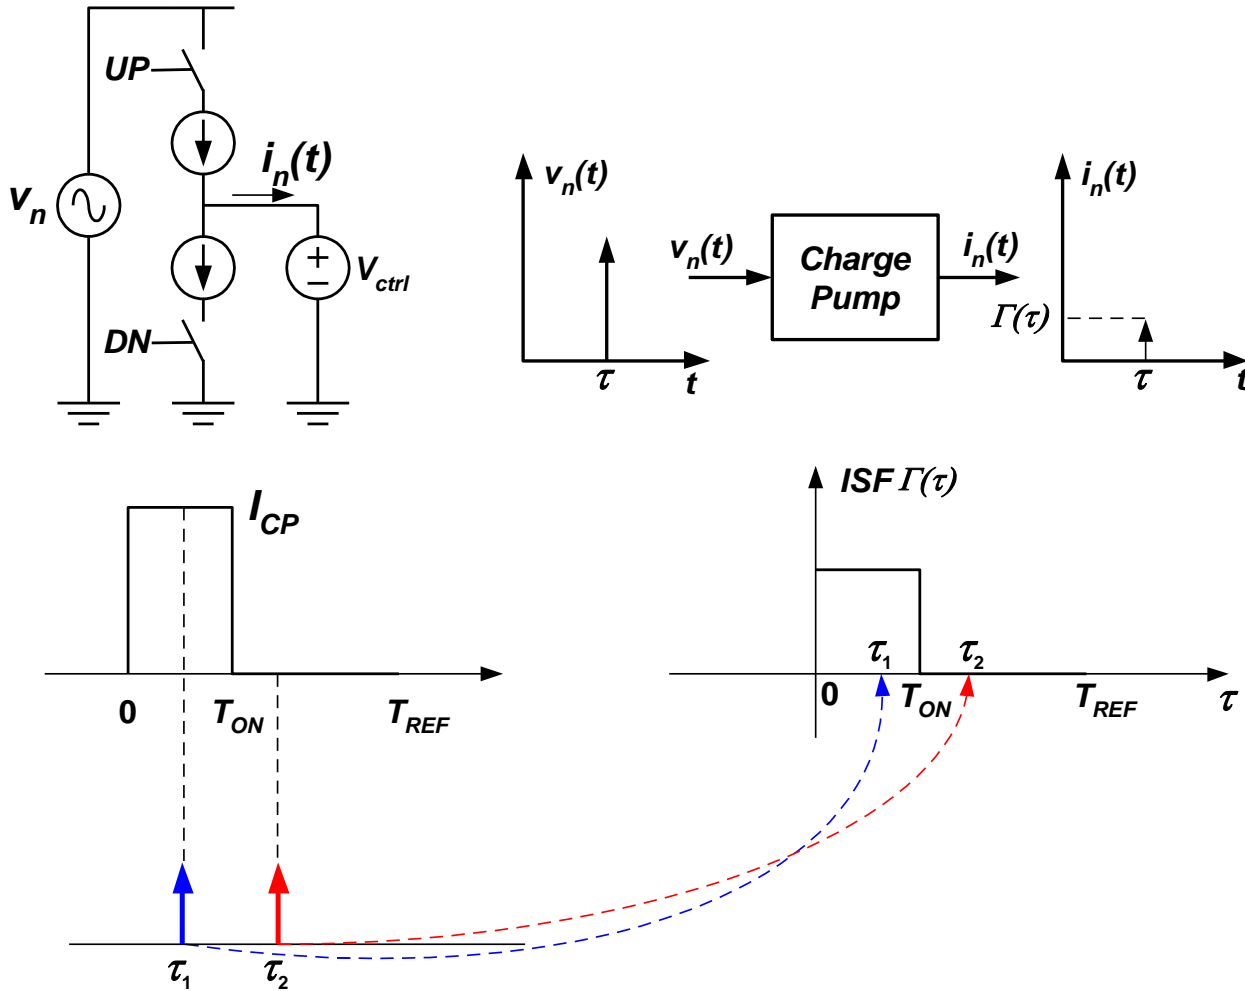 UP
i_n(t)
v_n
+
−
V_ctrl
DN
v_n(t)
τ
t
v_n(t)
Charge
Pump
i_n(t)
i_n(t)
Γ(τ)
τ
t
I_CP
0
T_ON
T_REF
τ_1
τ_2
ISF Γ(τ)
τ_1
τ_2
0
T_ON
T_REF
τ